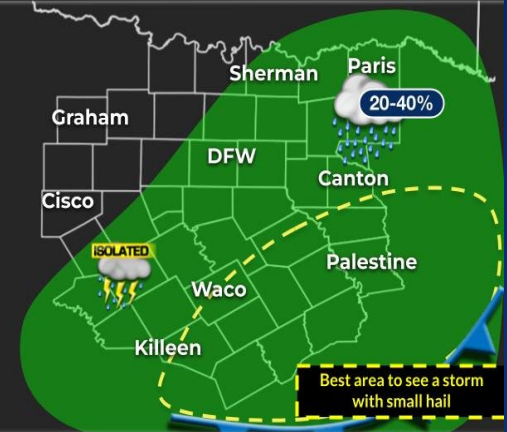 Sherman
Paris
20-40%
Graham
DFW
Canton
Cisco
ISOLATED
Palestine
Waco
Killeen
Best area to see a storm
with small hail